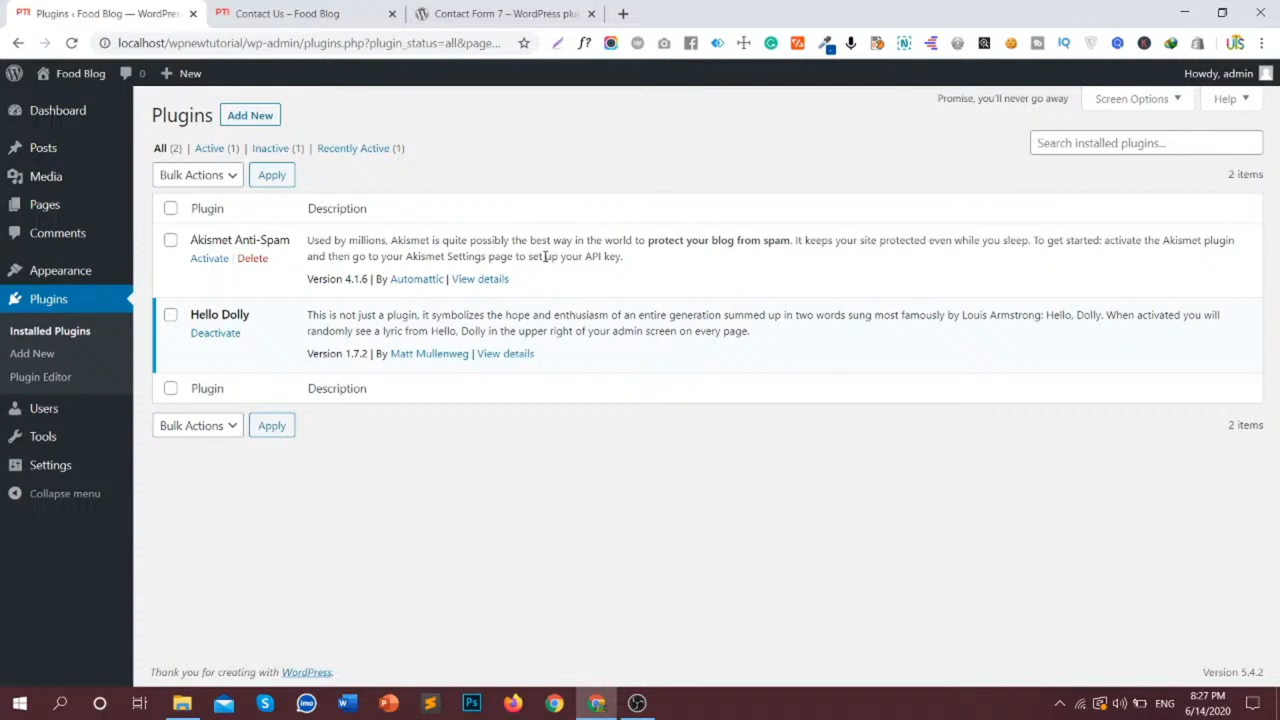 Plugins ‹ Food Blog — WordPres
Contact Us – Food Blog
Contact Form 7 – WordPress plu
localhost/wpnewtutorial/wp-admin/plugins.php?plugin_status=all&page...
Food Blog
0
New
Howdy, admin
Dashboard
Posts
Media
Pages
Comments
Appearance
Plugins
Installed Plugins
Add New
Plugin Editor
Users
Tools
Settings
Collapse menu
Promise, you'll never go away
Screen Options
Help
Plugins
Add New
All (2) | Active (1) | Inactive (1) | Recently Active (1)
Search installed plugins...
Bulk Actions
Apply
2 items
Plugin
Description
Akismet Anti-Spam
Activate | Delete
Used by millions, Akismet is quite possibly the best way in the world to protect your blog from spam. It keeps your site protected even while you sleep. To get started: activate the Akismet plugin
and then go to your Akismet Settings page to set up your API key.
Version 4.1.6 | By Automattic | View details
Hello Dolly
Deactivate
This is not just a plugin, it symbolizes the hope and enthusiasm of an entire generation summed up in two words sung most famously by Louis Armstrong: Hello, Dolly. When activated you will
randomly see a lyric from Hello, Dolly in the upper right of your admin screen on every page.
Version 1.7.2 | By Matt Mullenweg | View details
Plugin
Description
Bulk Actions
Apply
2 items
Thank you for creating with WordPress.
Version 5.4.2
ENG
8:27 PM
6/14/2020